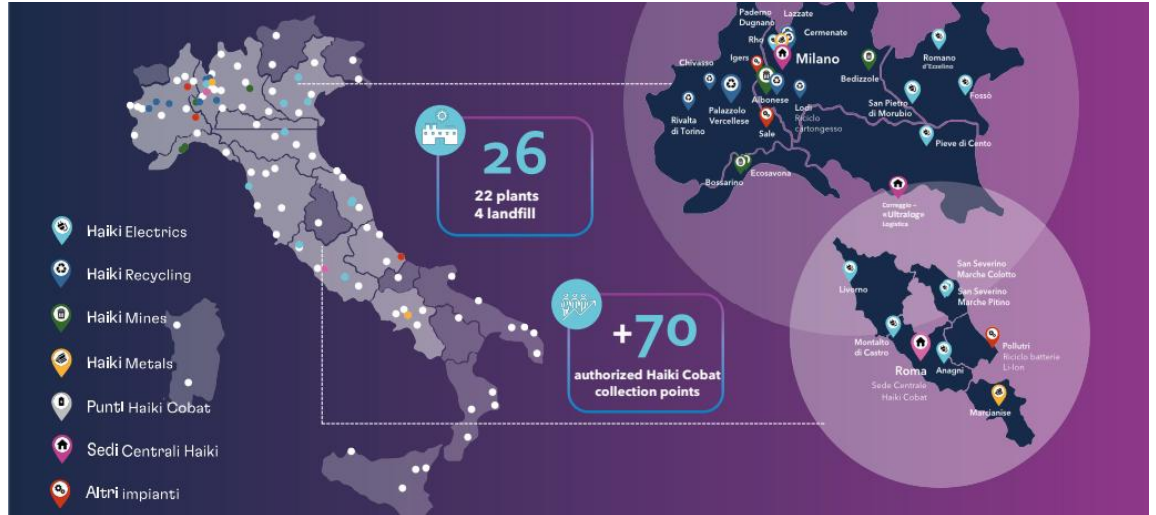 Haiki Electrics
Haiki Recycling
Haiki Mines
Haiki Metals
Punti Haiki Cobat
Sedi Centrali Haiki
Altri impianti
26
22 plants
4 landfill
+70
authorized Haiki Cobat
collection points
Paderno
Dugnano
Lazzate
Cermenate
Rho
Milano
Igers
Chivasso
Bedizzole
Romano
d'Ezzelino
Rivalta
di Torino
Palazzolo
Vercellese
Albonese
Lodi
Riciclo
cartongesso
San Pietro
di Morubio
Fossò
Sale
Pieve di Cento
Bossarino
Ecosavona
Correggio –
«Ultralog»
Logistica
Livorno
San Severino
Marche Colotto
San Severino
Marche Pitino
Montalto
di Castro
Roma
Sede Centrale
Haiki Cobat
Anagni
Pollutri
Riciclo batterie
Li-Ion
Marcianise